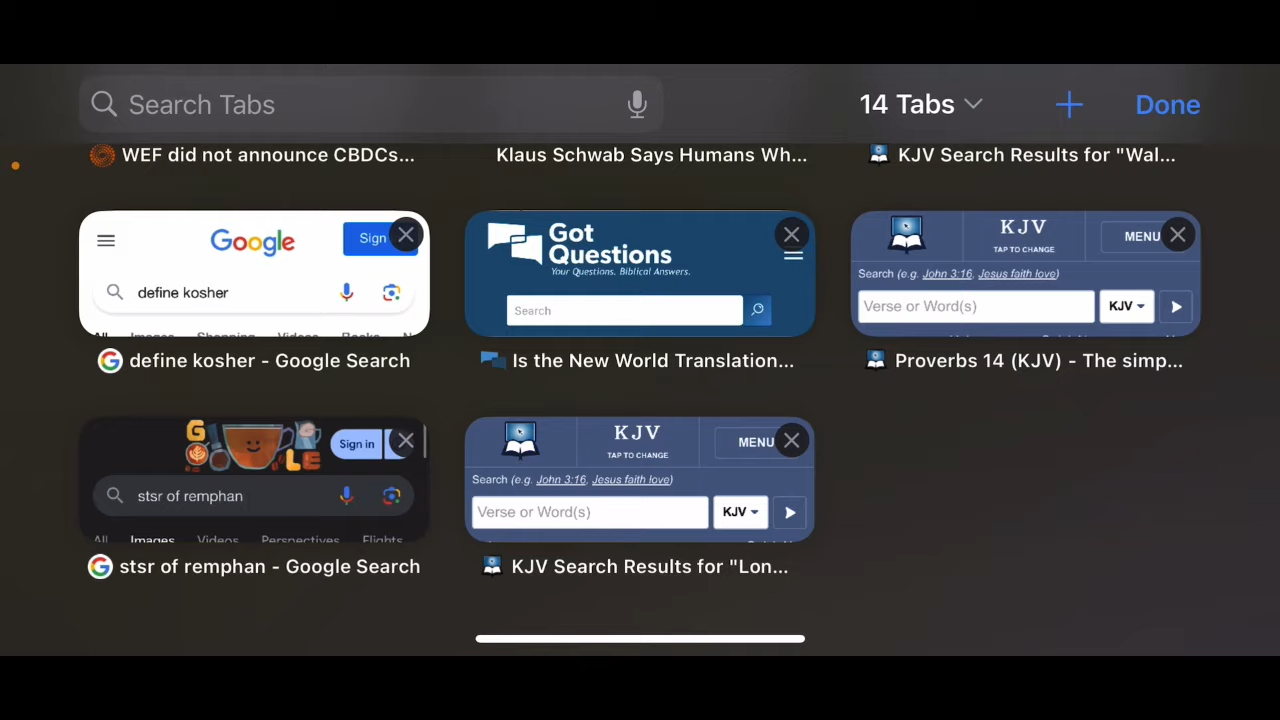 Search Tabs
14 Tabs
Done
WEF did not announce CBDCs...
Klaus Schwab Says Humans Wh...
KJV Search Results for "Wal...
Google
Sign
define kosher
All Images Shopping Videos Books
define kosher - Google Search
Got Questions
Your Questions. Biblical Answers.
Search
Is the New World Translation...
KJV
TAP TO CHANGE
MENU
Search (e.g. John 3:16, Jesus faith love)
Verse or Word(s)
KJV
Proverbs 14 (KJV) - The simp...
Sign in
stsr of remphan
All Images Videos Perspectives Flights
stsr of remphan - Google Search
KJV
TAP TO CHANGE
MENU
Search (e.g. John 3:16, Jesus faith love)
Verse or Word(s)
KJV
KJV Search Results for "Lon...